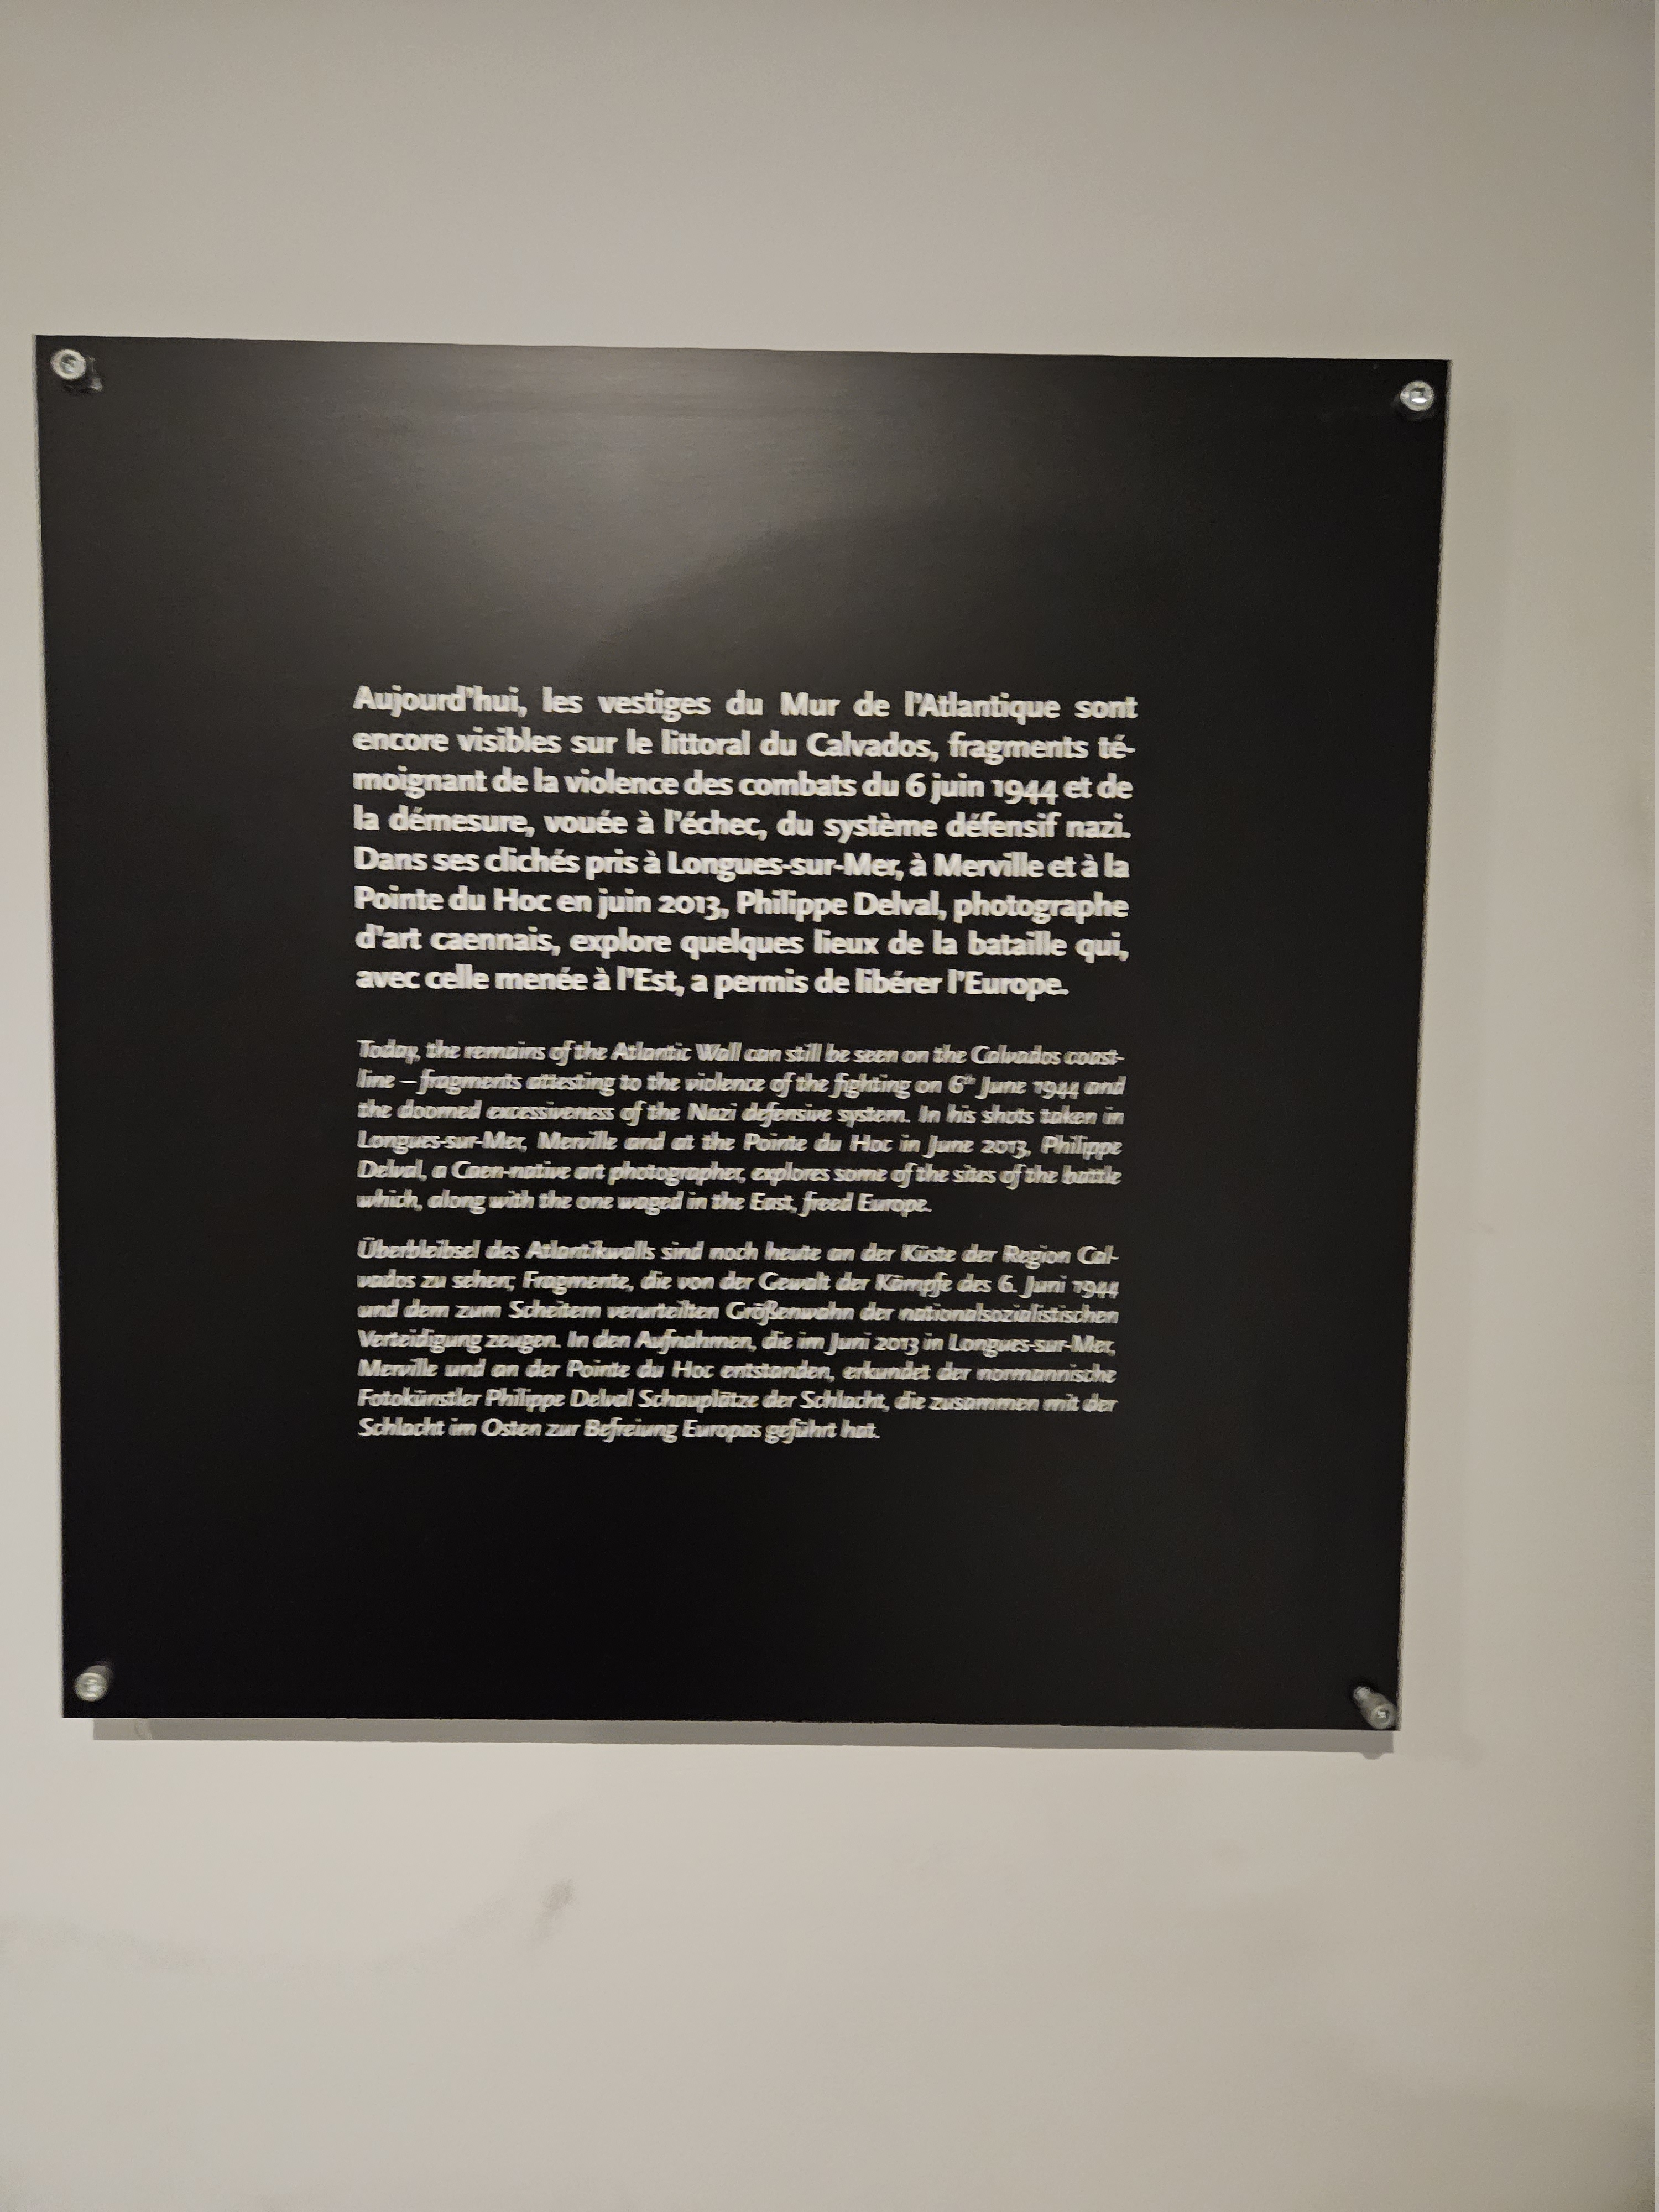 Aujourd'hui, les vestiges du Mur de l'Atlantique sont
encore visibles sur le littoral du Calvados, fragments té-
moignant de la violence des combats du 6 juin 1944 et de
la démesure, vouée à l'échec, du système défensif nazi.
Dans ses clichés pris à Longues-sur-Mer, à Merville et à la
Pointe du Hoc en juin 2013, Philippe Delval, photographe
d'art caennais, explore quelques lieux de la bataille qui,
avec celle menée à l'Est, a permis de libérer l'Europe.
Today, the remains of the Atlantic Wall can still be seen on the Calvados coast-
line – fragments attesting to the violence of the fighting on 6th June 1944 and
the doomed excessiveness of the Nazi defensive system. In his shots taken in
Longues-sur-Mer, Merville and at the Pointe du Hoc in June 2013, Philippe
Delval, a Caen-native art photographer, explores some of the sites of the battle
which, along with the one waged in the East, freed Europe.
Überbleibsel des Atlantikwalls sind noch heute an der Küste der Region Cal-
vados zu sehen; Fragmente, die von der Gewalt der Kämpfe des 6. Juni 1944
und dem zum Scheitern verurteilten Größenwahn der nationalsozialistischen
Verteidigung zeugen. In den Aufnahmen, die im Juni 2013 in Longues-sur-Mer,
Merville und an der Pointe du Hoc entstanden, erkundet der normannische
Fotokünstler Philippe Delval Schauplätze der Schlacht, die zusammen mit der
Schlacht im Osten zur Befreiung Europas geführt hat.